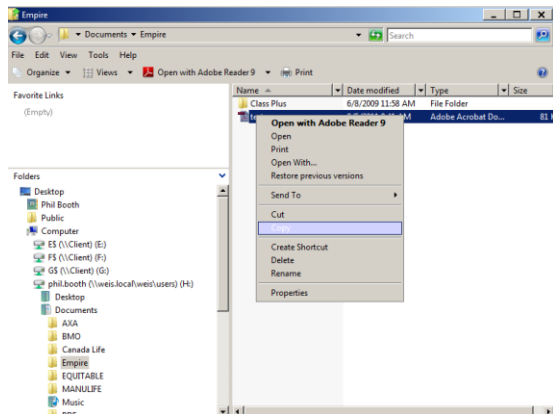 Empire
Documents Empire
Search
File Edit View Tools Help
Organize Views Open with Adobe Reader 9 Print
Favorite Links
(Empty)
Name Date modified Type Size
Class Plus 6/8/2009 11:58 AM File Folder
Adobe Acrobat Do... 81
Open with Adobe Reader 9
Open
Print
Open With...
Restore previous versions
Send To
Cut
Copy
Create Shortcut
Delete
Rename
Properties
Folders
Desktop
Phil Booth
Public
Computer
E$ (\\Client) (E:)
F$ (\\Client) (F:)
G$ (\\Client) (G:)
phil.booth (\\weis.local\weis\users) (H:)
Desktop
Documents
AXA
BMO
Canada Life
Empire
EQUITABLE
MANULIFE
Music